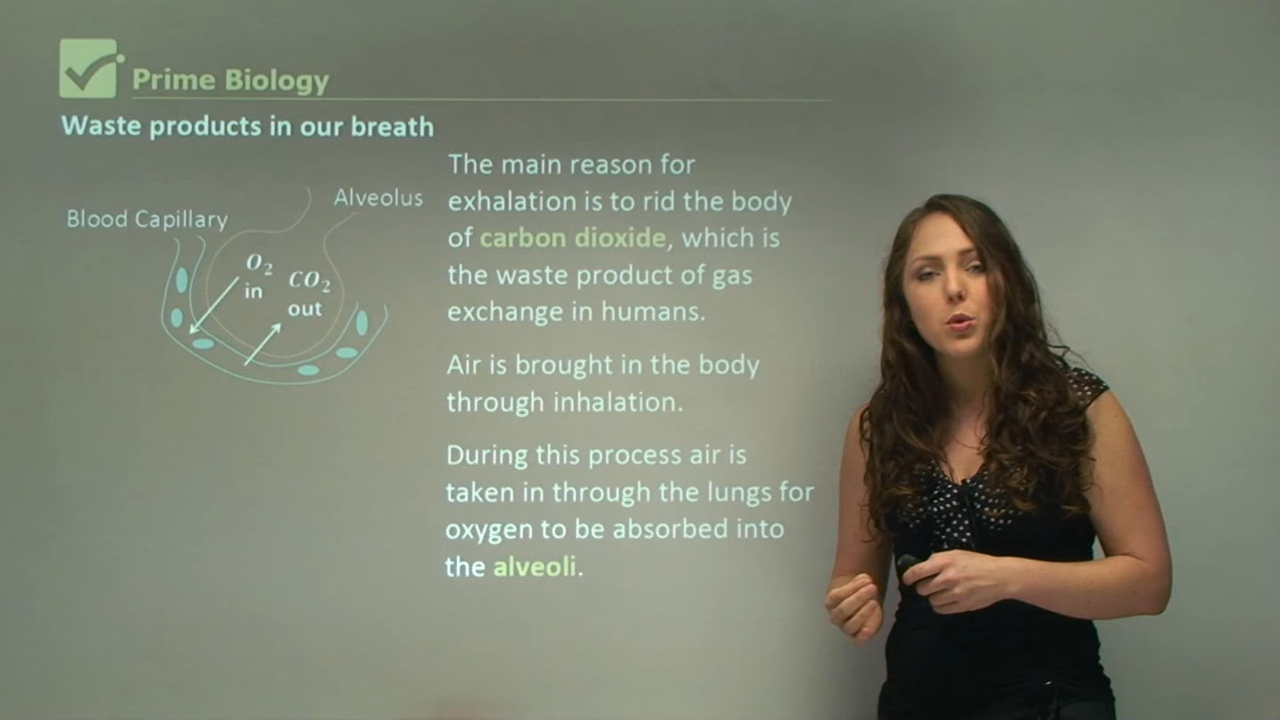 Prime Biology
Waste products in our breath
Blood Capillary
Alveolus
O2
in
CO2
out
The main reason for
exhalation is to rid the body
of carbon dioxide, which is
the waste product of gas
exchange in humans.
Air is brought in the body
through inhalation.
During this process air is
taken in through the lungs for
oxygen to be absorbed into
the alveoli.